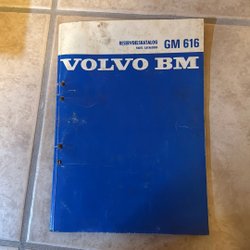 RESERVDELSKATALOG
PARTS CATALOGUE
GM 616
VOLVO BM